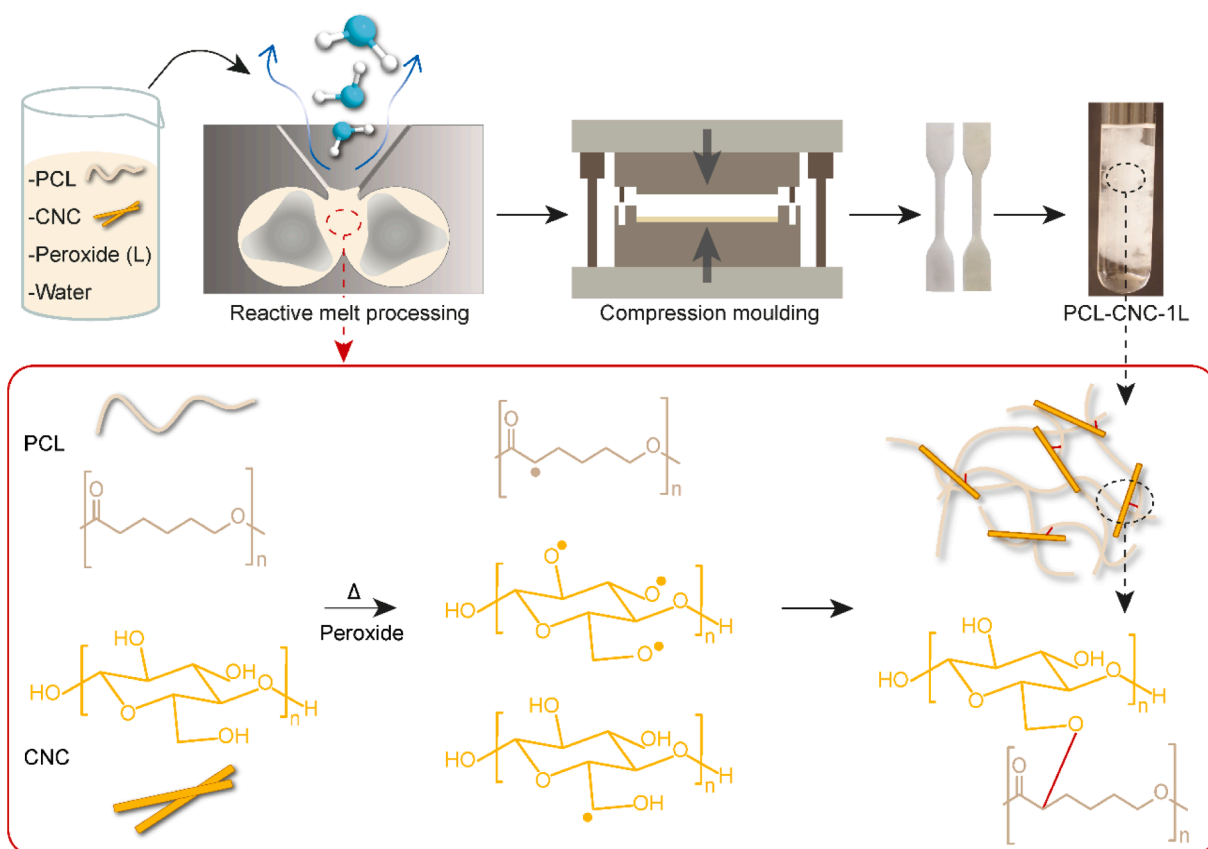 -PCL
-CNC
-Peroxide (L)
-Water
Reactive melt processing
Compression moulding
PCL-CNC-1L
PCL
O
O
n
O
O
n
Δ
Peroxide
HO
HO
OH
O
O
H
n
OH
CNC
O
O
HO
O
O
H
n
O
HO
HO
OH
O
O
H
n
OH
HO
HO
OH
O
O
H
n
O
O
O
n